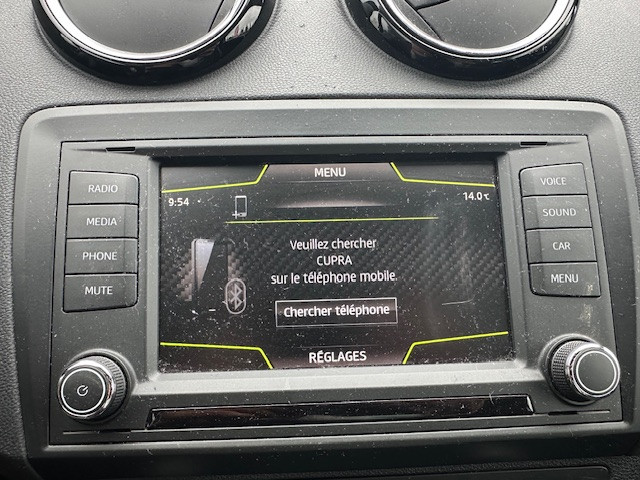 MENU
9:54
14.0°C
Veuillez chercher
CUPRA
sur le téléphone mobile.
Chercher téléphone
RÉGLAGES
RADIO
MEDIA
PHONE
MUTE
VOICE
SOUND
CAR
MENU